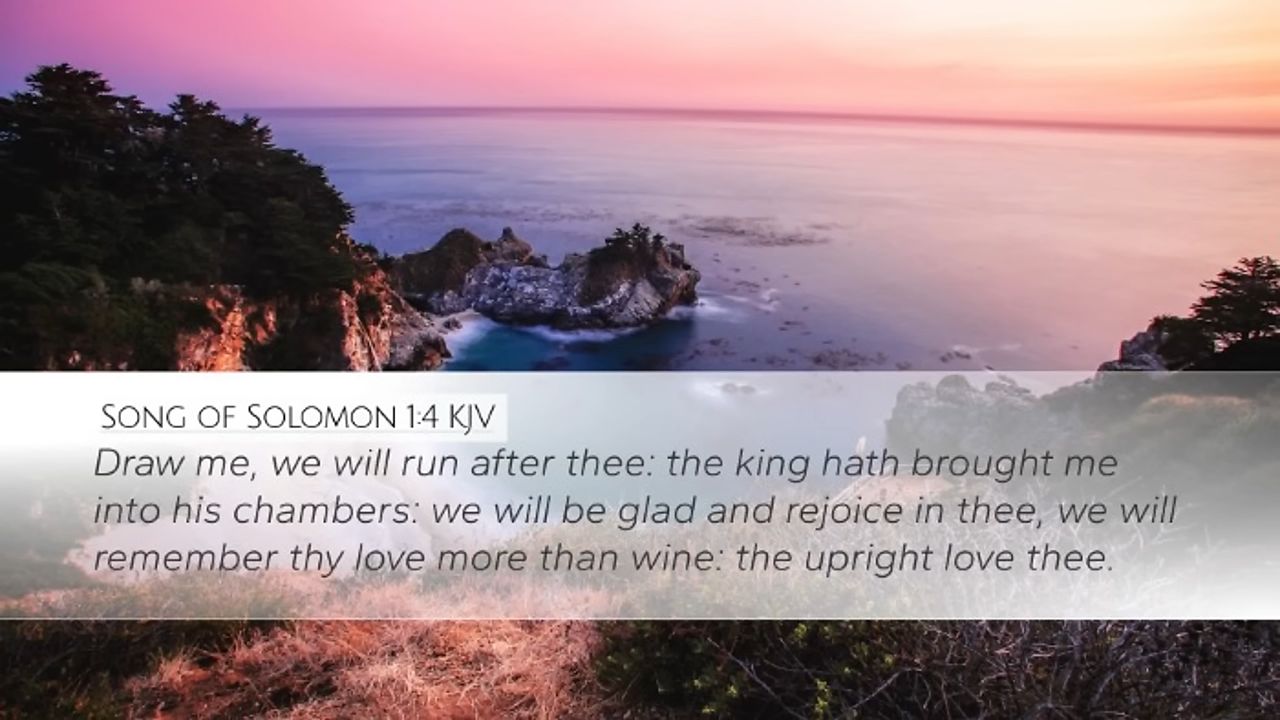 Song of Solomon 1:4 KJV
Draw me, we will run after thee: the king hath brought me
into his chambers: we will be glad and rejoice in thee, we will
remember thy love more than wine: the upright love thee.